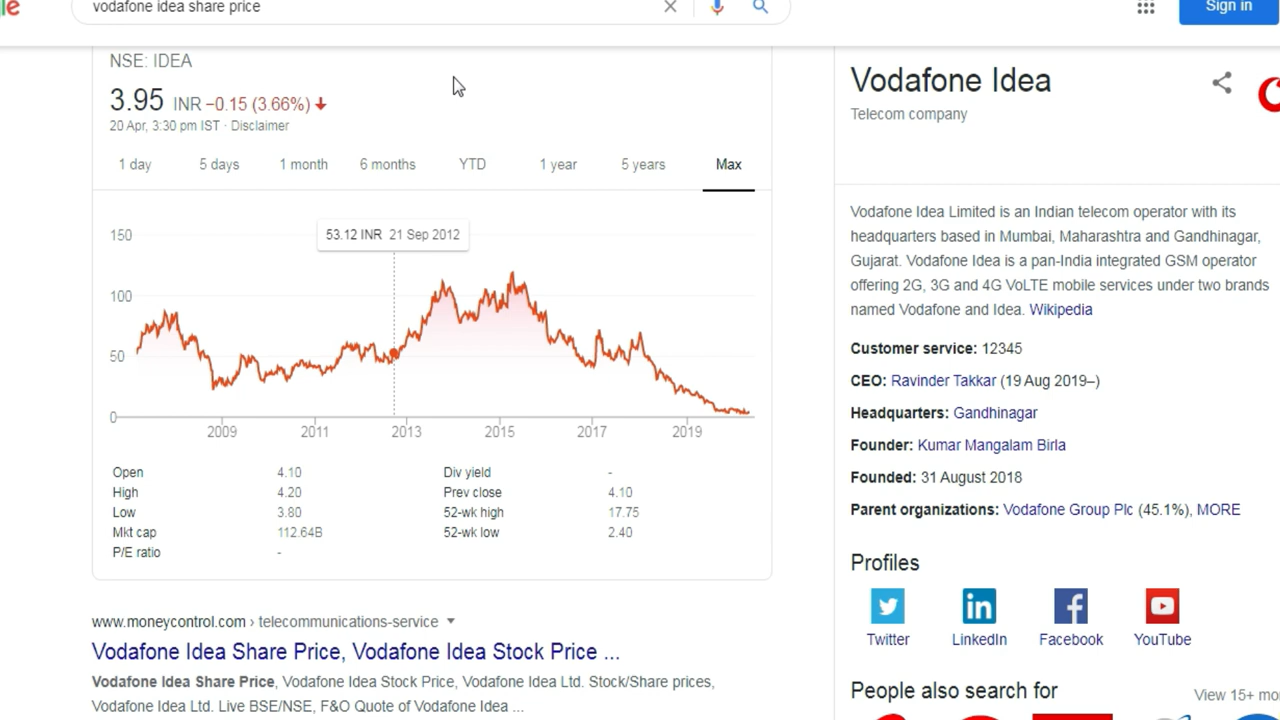 vodafone idea share price
Sign in
NSE: IDEA
3.95 INR −0.15 (3.66%)
20 Apr, 3:30 pm IST · Disclaimer
1 day 5 days 1 month 6 months YTD 1 year 5 years Max
53.12 INR 21 Sep 2012
150
100
50
0
2009 2011 2013 2015 2017 2019
Open 4.10 Div yield -
High 4.20 Prev close 4.10
Low 3.80 52-wk high 17.75
Mkt cap 112.64B 52-wk low 2.40
P/E ratio -
www.moneycontrol.com › telecommunications-service
Vodafone Idea Share Price, Vodafone Idea Stock Price ...
Vodafone Idea Share Price, Vodafone Idea Stock Price, Vodafone Idea Ltd. Stock/Share prices,
Vodafone Idea Ltd. Live BSE/NSE, F&O Quote of Vodafone Idea ...
Vodafone Idea
Telecom company
Vodafone Idea Limited is an Indian telecom operator with its
headquarters based in Mumbai, Maharashtra and Gandhinagar,
Gujarat. Vodafone Idea is a pan-India integrated GSM operator
offering 2G, 3G and 4G VoLTE mobile services under two brands
named Vodafone and Idea. Wikipedia
Customer service: 12345
CEO: Ravinder Takkar (19 Aug 2019–)
Headquarters: Gandhinagar
Founder: Kumar Mangalam Birla
Founded: 31 August 2018
Parent organizations: Vodafone Group Plc (45.1%), MORE
Profiles
Twitter LinkedIn Facebook YouTube
People also search for
View 15+ mo